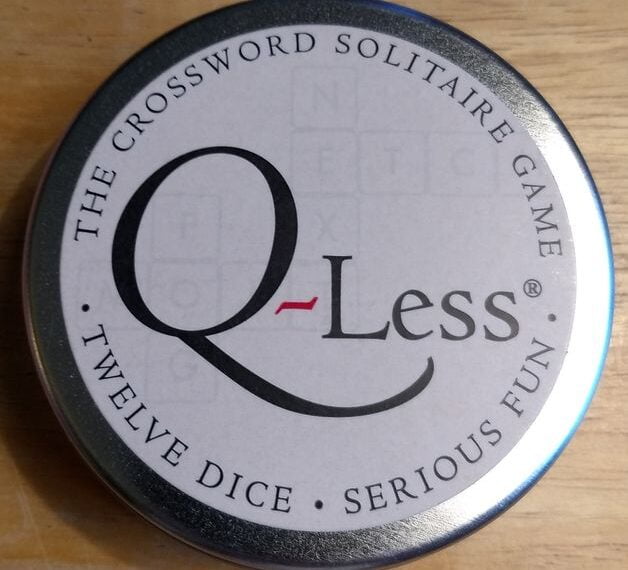 THE CROSSWORD SOLITAIRE GAME
N
E T C
F X
Q-Less®
G
• TWELVE DICE • SERIOUS FUN •